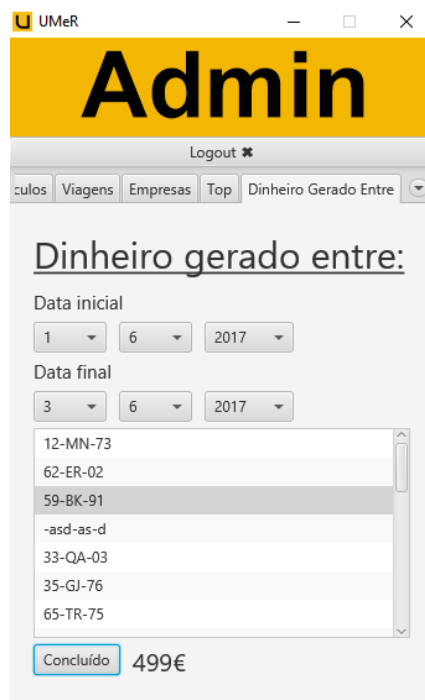 U UMeR
Admin
Logout ✖
culos Viagens Empresas Top Dinheiro Gerado Entre
Dinheiro gerado entre:
Data inicial
1 6 2017
Data final
3 6 2017
12-MN-73
62-ER-02
59-BK-91
-asd-as-d
33-QA-03
35-GJ-76
65-TR-75
Concluído 499€